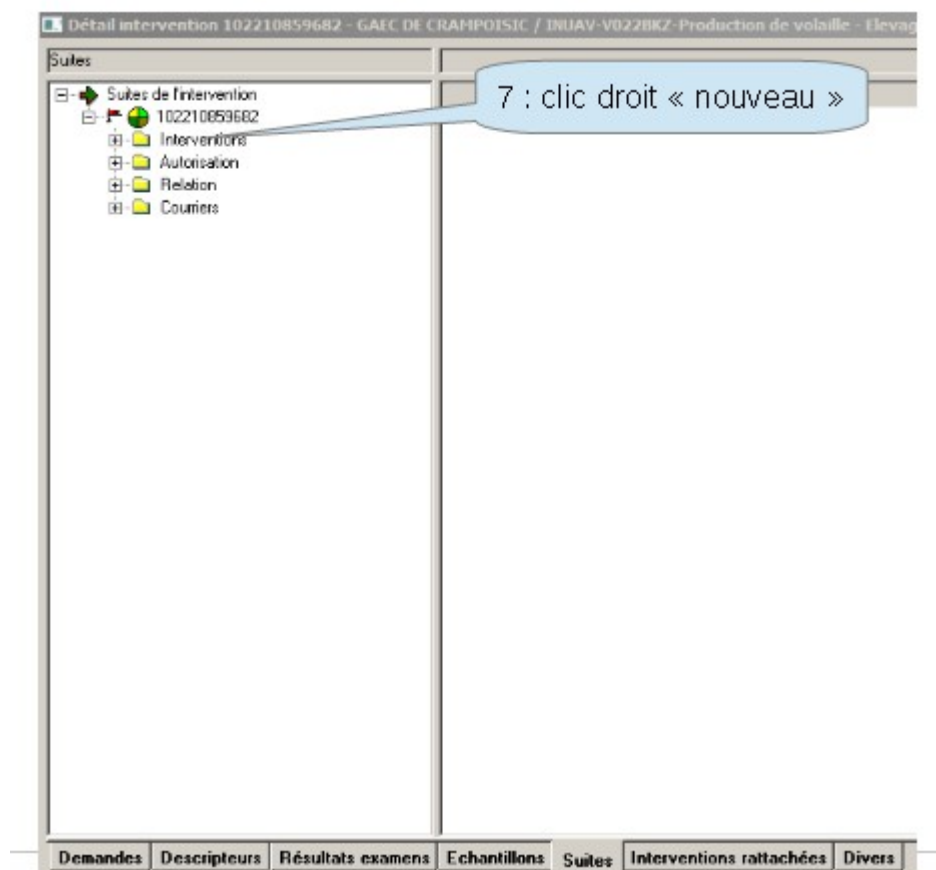 Détail intervention 102210859682 - GAEC DE CRAMPOISIC / INUAV-V022BKZ-Production de volaille - Elevag
Suites
Suites de l'intervention
102210859682
Interventions
Autorisation
Relation
Courriers
7 : clic droit « nouveau »
Demandes Descripteurs Résultats examens Echantillons Suites Interventions rattachées Divers